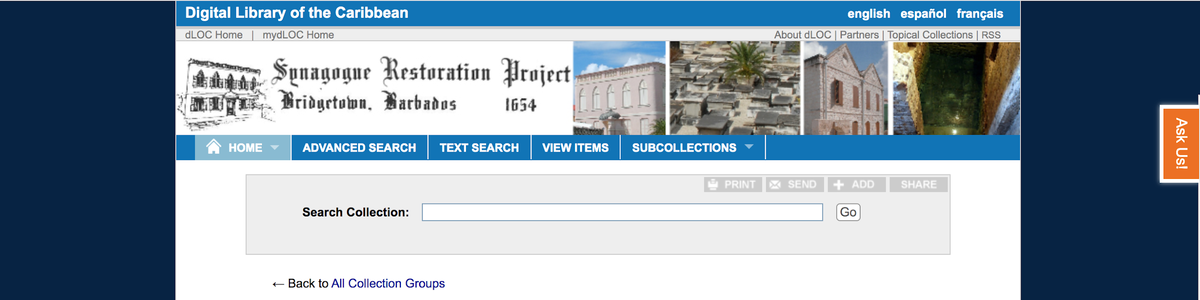 Digital Library of the Caribbean
english español français
dLOC Home | mydLOC Home
About dLOC | Partners | Topical Collections | RSS
Synagogue Restoration Project
Bridgetown, Barbados 1654
HOME ADVANCED SEARCH TEXT SEARCH VIEW ITEMS SUBCOLLECTIONS
Ask Us!
PRINT SEND ADD SHARE
Search Collection: Go
← Back to All Collection Groups